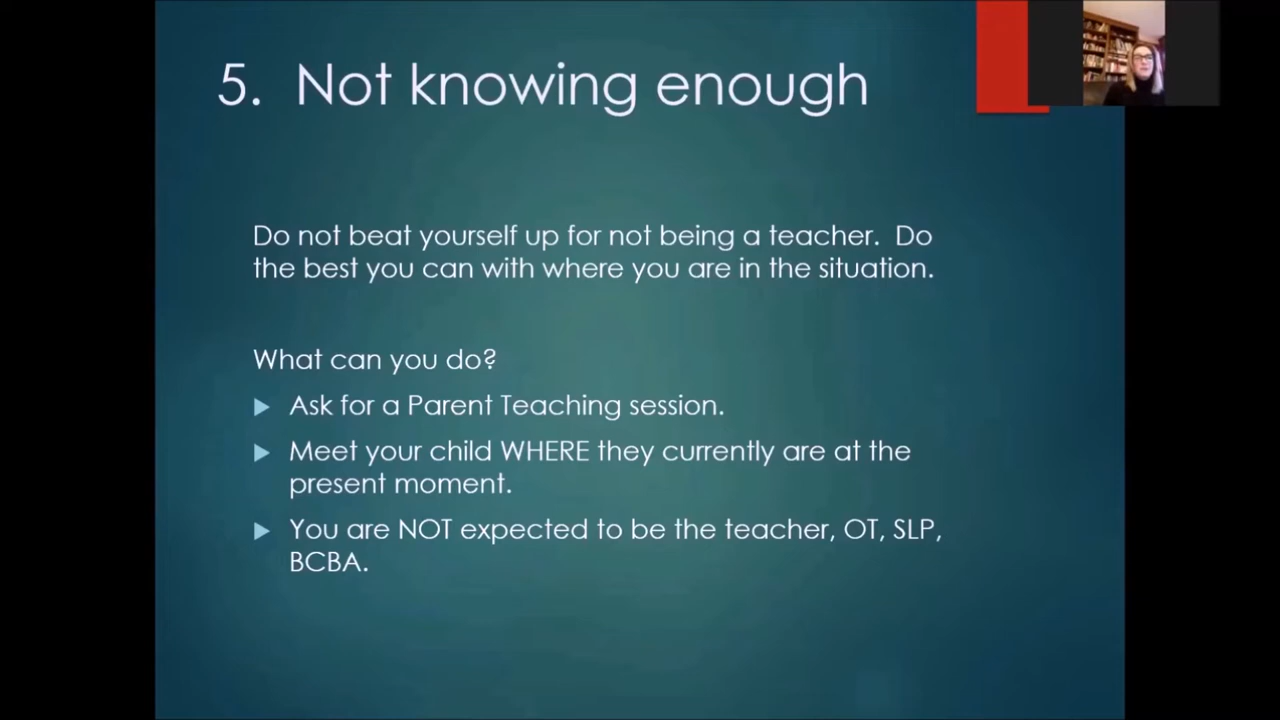 5. Not knowing enough
Do not beat yourself up for not being a teacher. Do
the best you can with where you are in the situation.
What can you do?
Ask for a Parent Teaching session.
Meet your child WHERE they currently are at the
present moment.
You are NOT expected to be the teacher, OT, SLP,
BCBA.